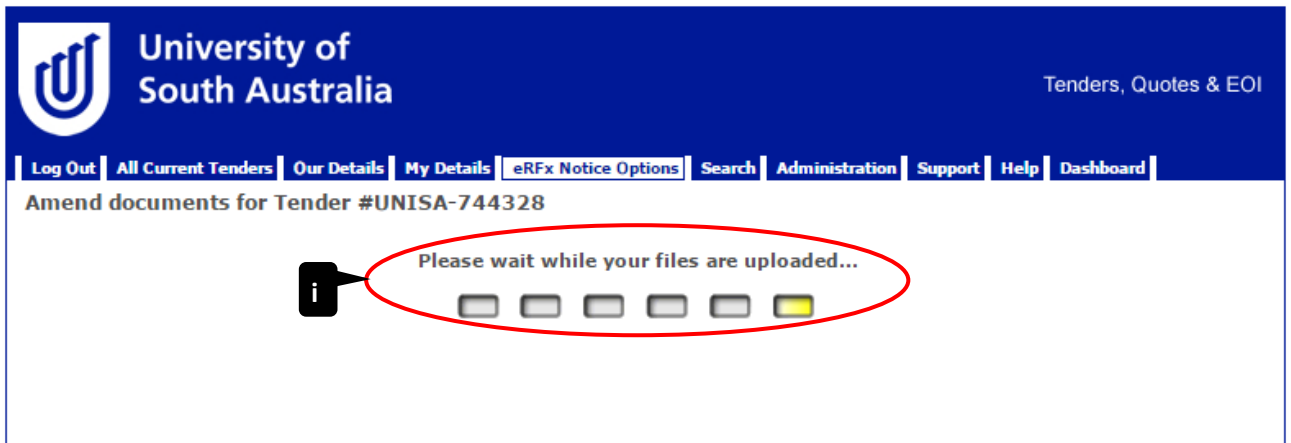 University of
South Australia
Tenders, Quotes & EOI
Log Out All Current Tenders Our Details My Details eRFx Notice Options Search Administration Support Help Dashboard
Amend documents for Tender #UNISA-744328
Please wait while your files are uploaded...
i